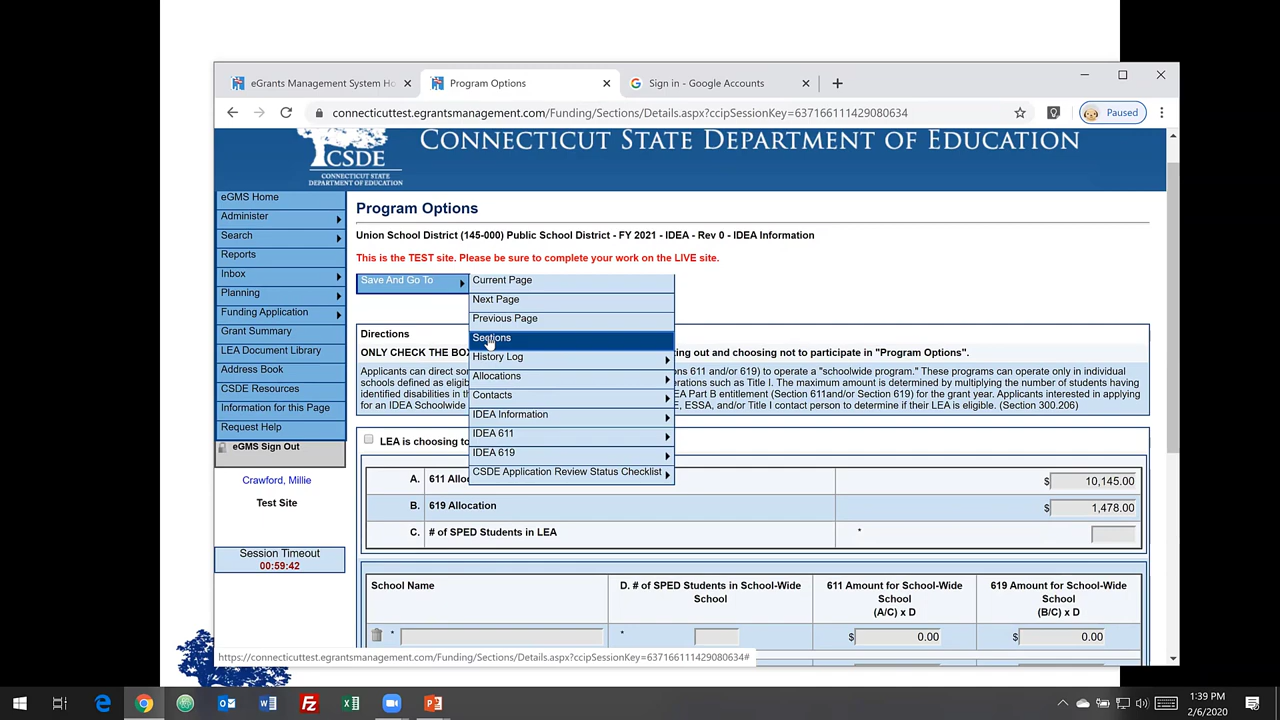 eGrants Management System Ho
Program Options
Sign in - Google Accounts
connecticuttest.egrantsmanagement.com/Funding/Sections/Details.aspx?ccipSessionKey=637166111429080634
Paused
CSDE
CONNECTICUT STATE
DEPARTMENT OF EDUCATION
CONNECTICUT STATE DEPARTMENT OF EDUCATION
eGMS Home
Administer
Search
Reports
Inbox
Planning
Funding Application
Grant Summary
LEA Document Library
Address Book
CSDE Resources
Information for this Page
Request Help
eGMS Sign Out
Crawford, Millie
Test Site
Session Timeout
00:59:42
Program Options
Union School District (145-000) Public School District - FY 2021 - IDEA - Rev 0 - IDEA Information
This is the TEST site. Please be sure to complete your work on the LIVE site.
Save And Go To
Current Page
Next Page
Previous Page
Sections
History Log
Allocations
Contacts
IDEA Information
IDEA 611
IDEA 619
CSDE Application Review Status Checklist
Directions
ONLY CHECK THE BOX ting out and choosing not to participate in "Program Options".
Applicants can direct so ons 611 and/or 619) to operate a "schoolwide program." These programs can operate only in individual
schools defined as eligib erations such as Title I. The maximum amount is determined by multiplying the number of students having
identified disabilities in th EA Part B entitlement (Section 611and/or Section 619) for the grant year. Applicants interested in applying
for an IDEA Schoolwide E, ESSA, and/or Title I contact person to determine if their LEA is eligible. (Section 300.206)
LEA is choosing to
A. 611 Allo $ 10,145.00
B. 619 Allocation $ 1,478.00
C. # of SPED Students in LEA *
School Name
D. # of SPED Students in School-Wide
School
611 Amount for School-Wide
School
(A/C) x D
619 Amount for School-Wide
School
(B/C) x D
* * $ 0.00 $ 0.00
https://connecticuttest.egrantsmanagement.com/Funding/Sections/Details.aspx?ccipSessionKey=637166111429080634#
1:39 PM
2/6/2020